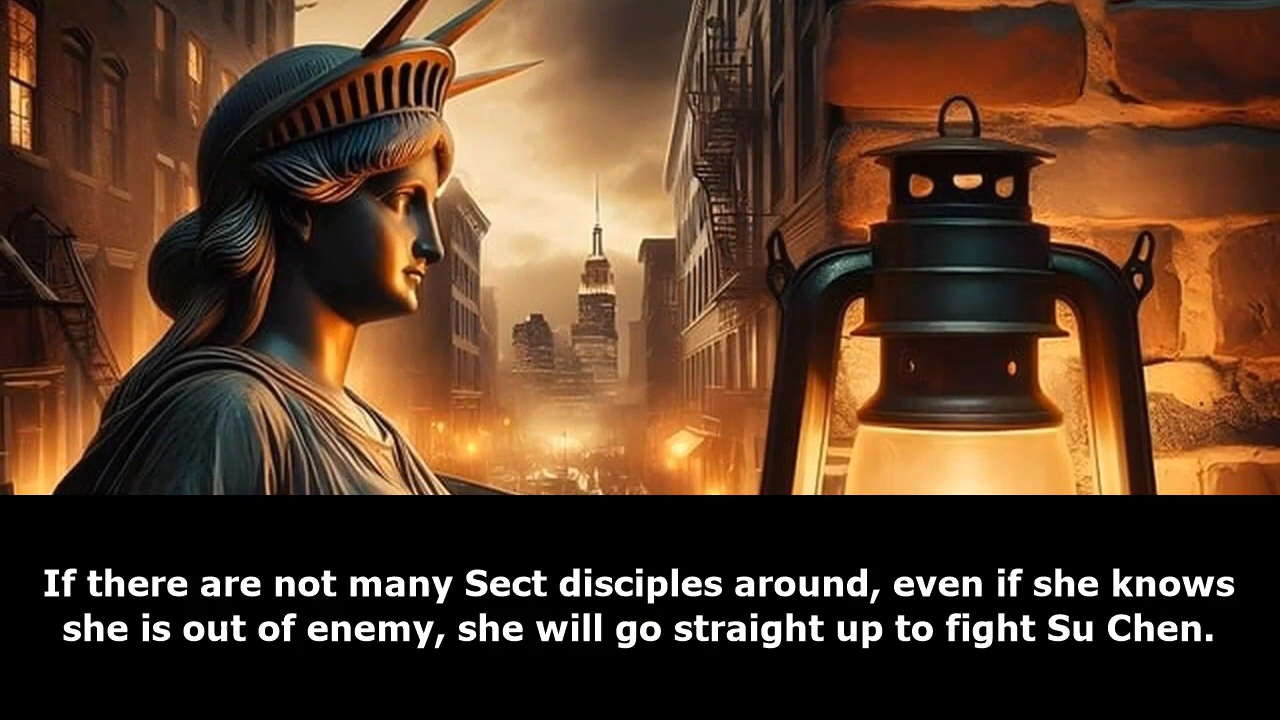 If there are not many Sect disciples around, even if she knows
she is out of enemy, she will go straight up to fight Su Chen.